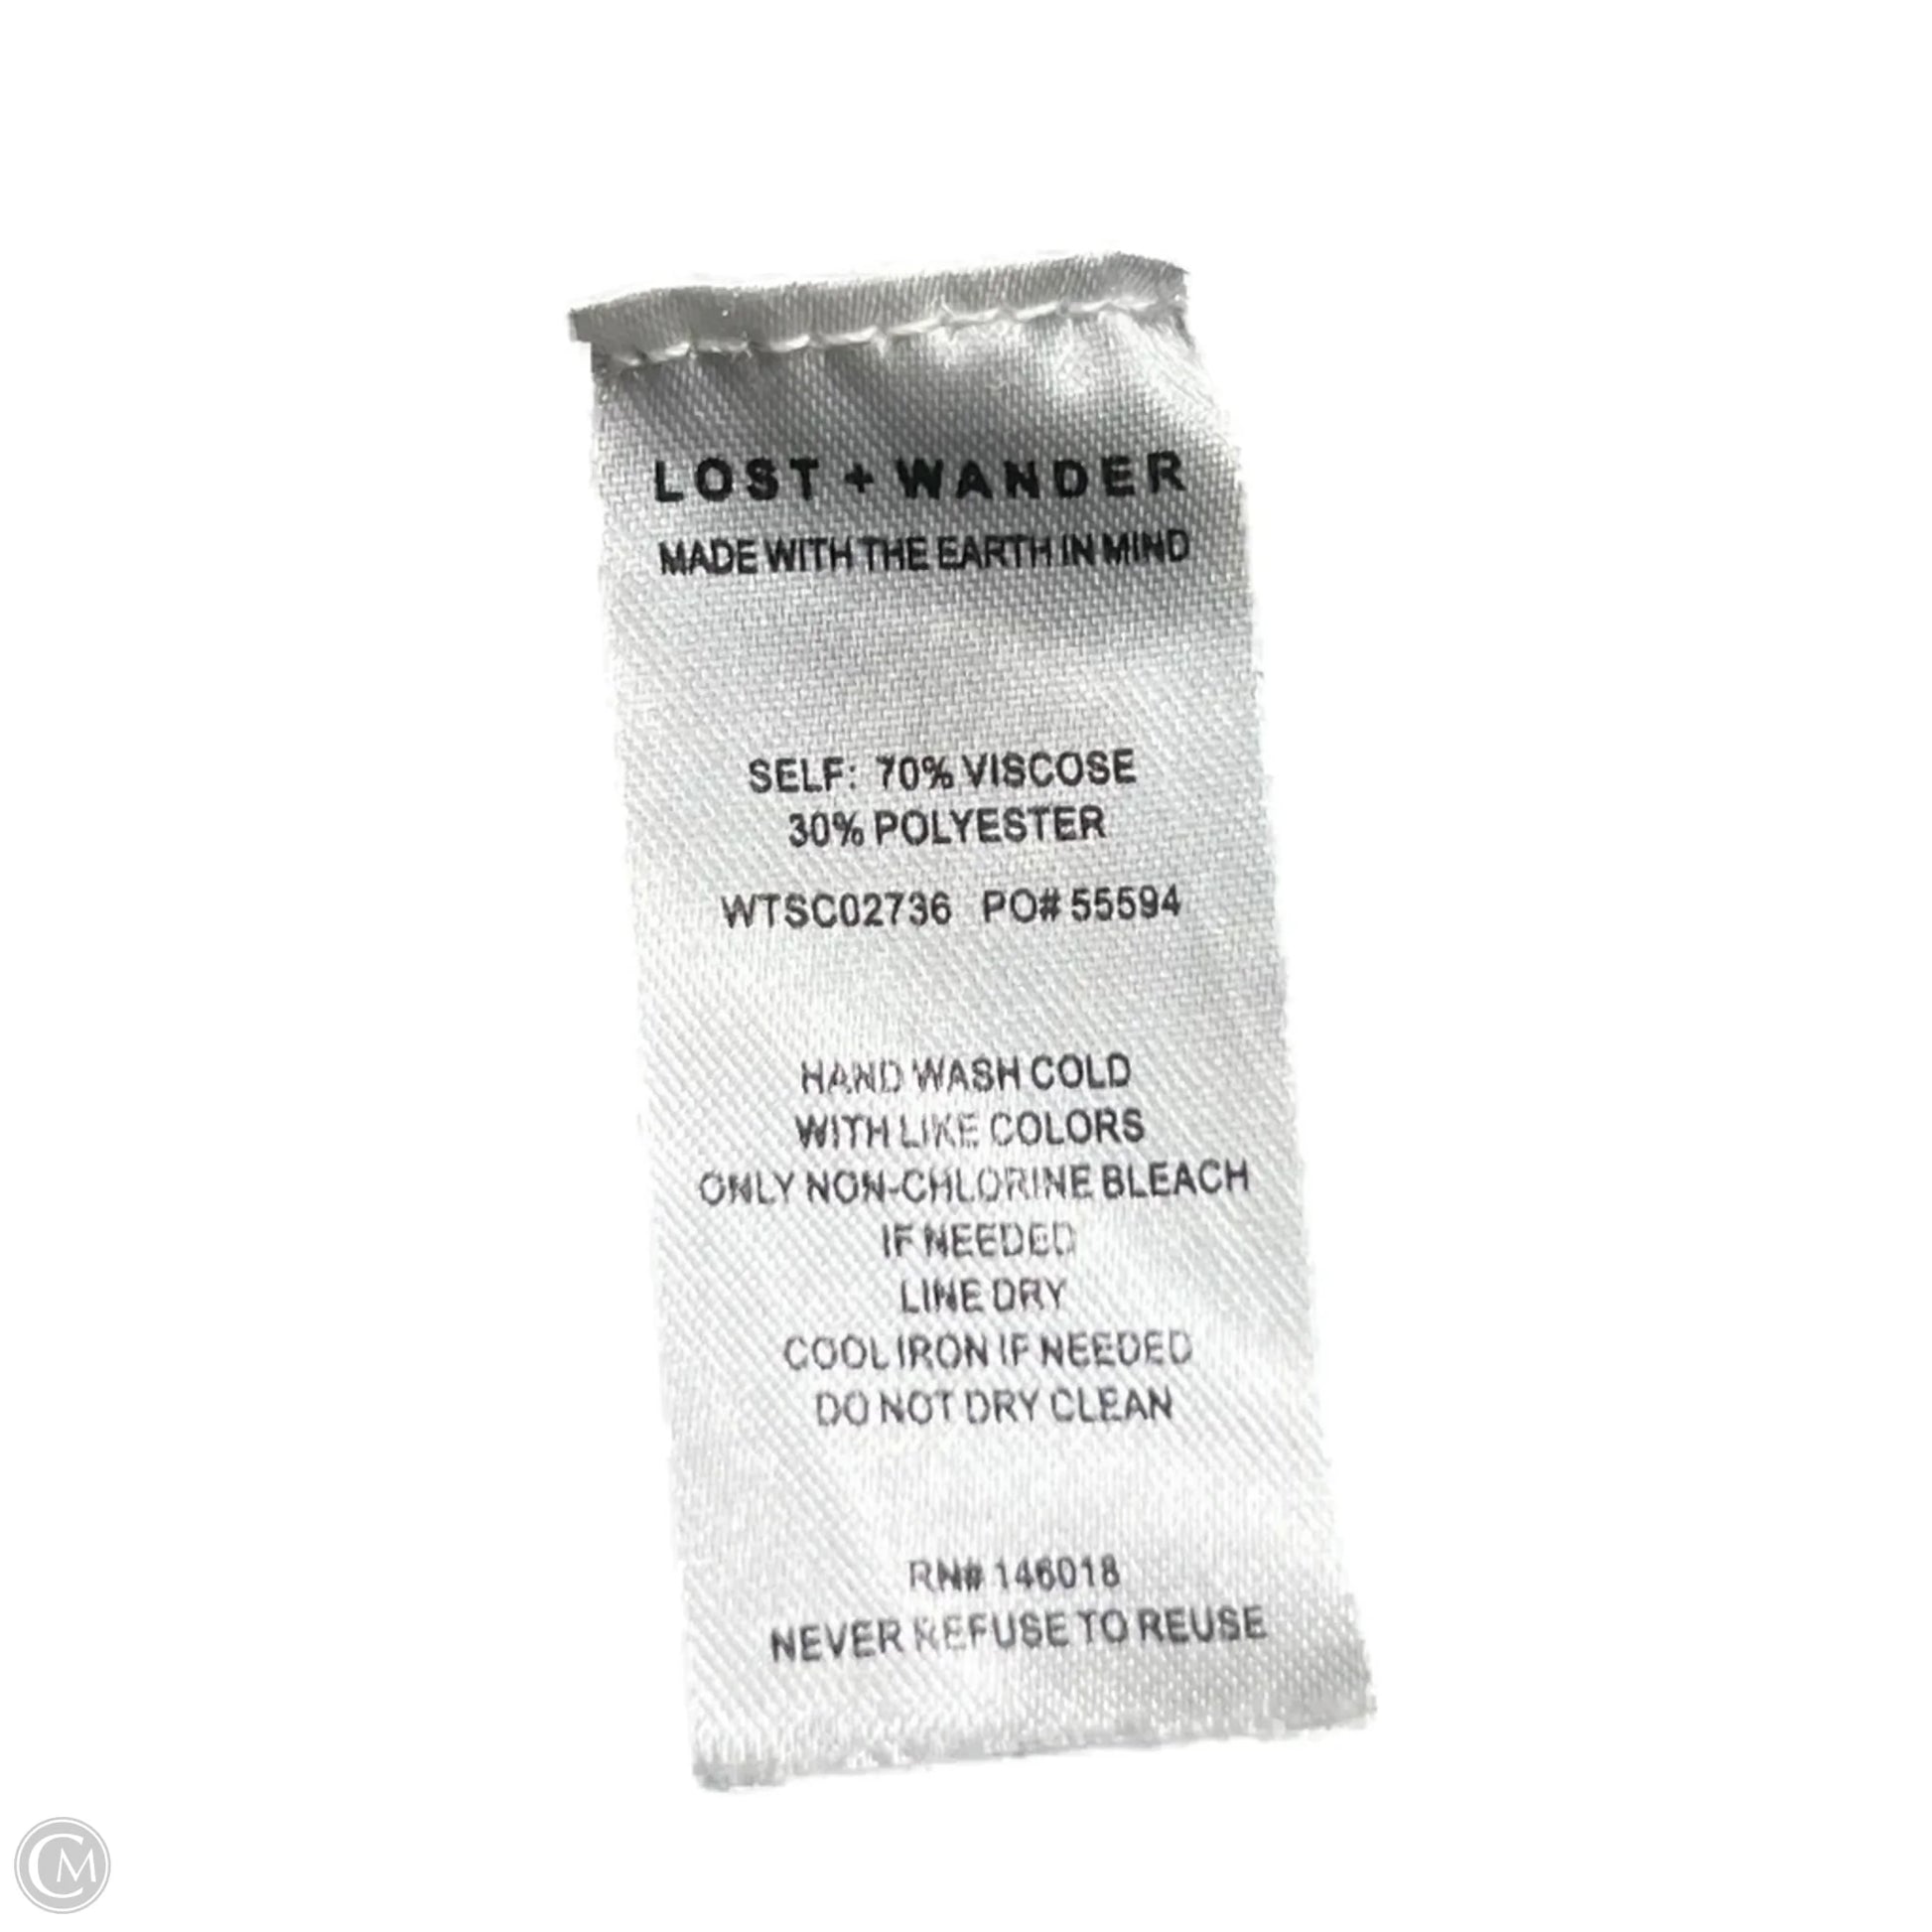 LOST + WANDER
MADE WITH THE EARTH IN MIND
SELF: 70% VISCOSE
30% POLYESTER
WTSC02736 PO# 55594
HAND WASH COLD
WITH LIKE COLORS
ONLY NON-CHLORINE BLEACH
IF NEEDED
LINE DRY
COOL IRON IF NEEDED
DO NOT DRY CLEAN
RN# 146018
NEVER REFUSE TO REUSE
CM